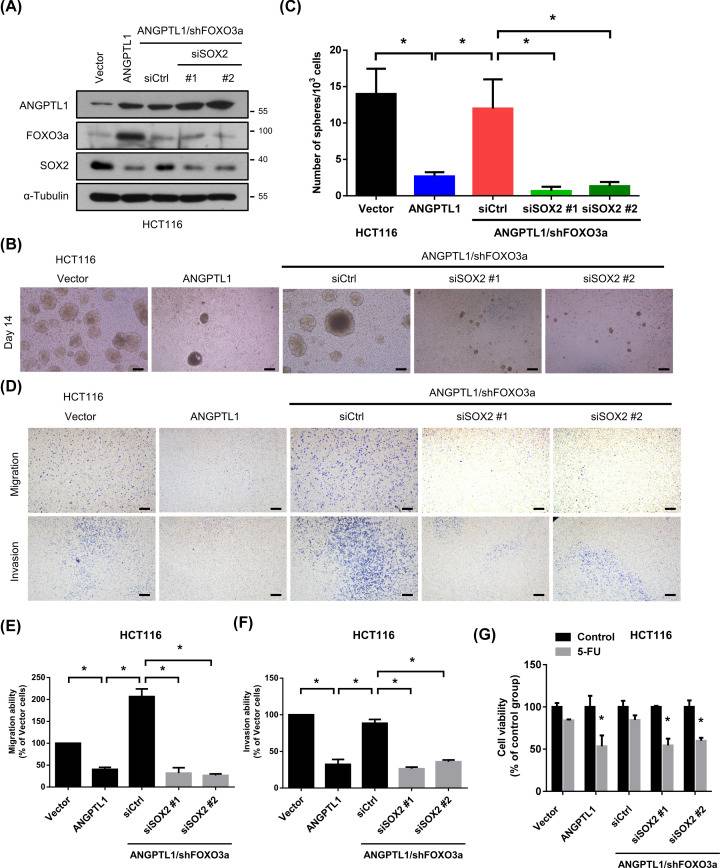 (A)
ANGPTL1/shFOXO3a
siSOX2
Vector
ANGPTL1
siCtrl
#1
#2
ANGPTL1
55
FOXO3a
100
SOX2
40
α-Tubulin
55
HCT116
(C)
Number of spheres/10³ cells
20
15
10
5
0
*
*
*
*
Vector
ANGPTL1
siCtrl
siSOX2 #1
siSOX2 #2
HCT116
ANGPTL1/shFOXO3a
(B)
HCT116
ANGPTL1/shFOXO3a
Vector
ANGPTL1
siCtrl
siSOX2 #1
siSOX2 #2
Day 14
(D)
HCT116
ANGPTL1/shFOXO3a
Vector
ANGPTL1
siCtrl
siSOX2 #1
siSOX2 #2
Migration
Invasion
(E)
HCT116
Migration ability
(% of Vector cells)
250
200
150
100
50
0
*
*
*
*
Vector
ANGPTL1
siCtrl
siSOX2 #1
siSOX2 #2
ANGPTL1/shFOXO3a
(F)
HCT116
Invasion ability
(% of Vector cells)
150
100
50
0
*
*
*
*
Vector
ANGPTL1
siCtrl
siSOX2 #1
siSOX2 #2
ANGPTL1/shFOXO3a
(G)
Control
5-FU
HCT116
Cell viability
(% of control group)
150
100
50
0
*
*
*
Vector
ANGPTL1
siCtrl
siSOX2 #1
siSOX2 #2
ANGPTL1/shFOXO3a